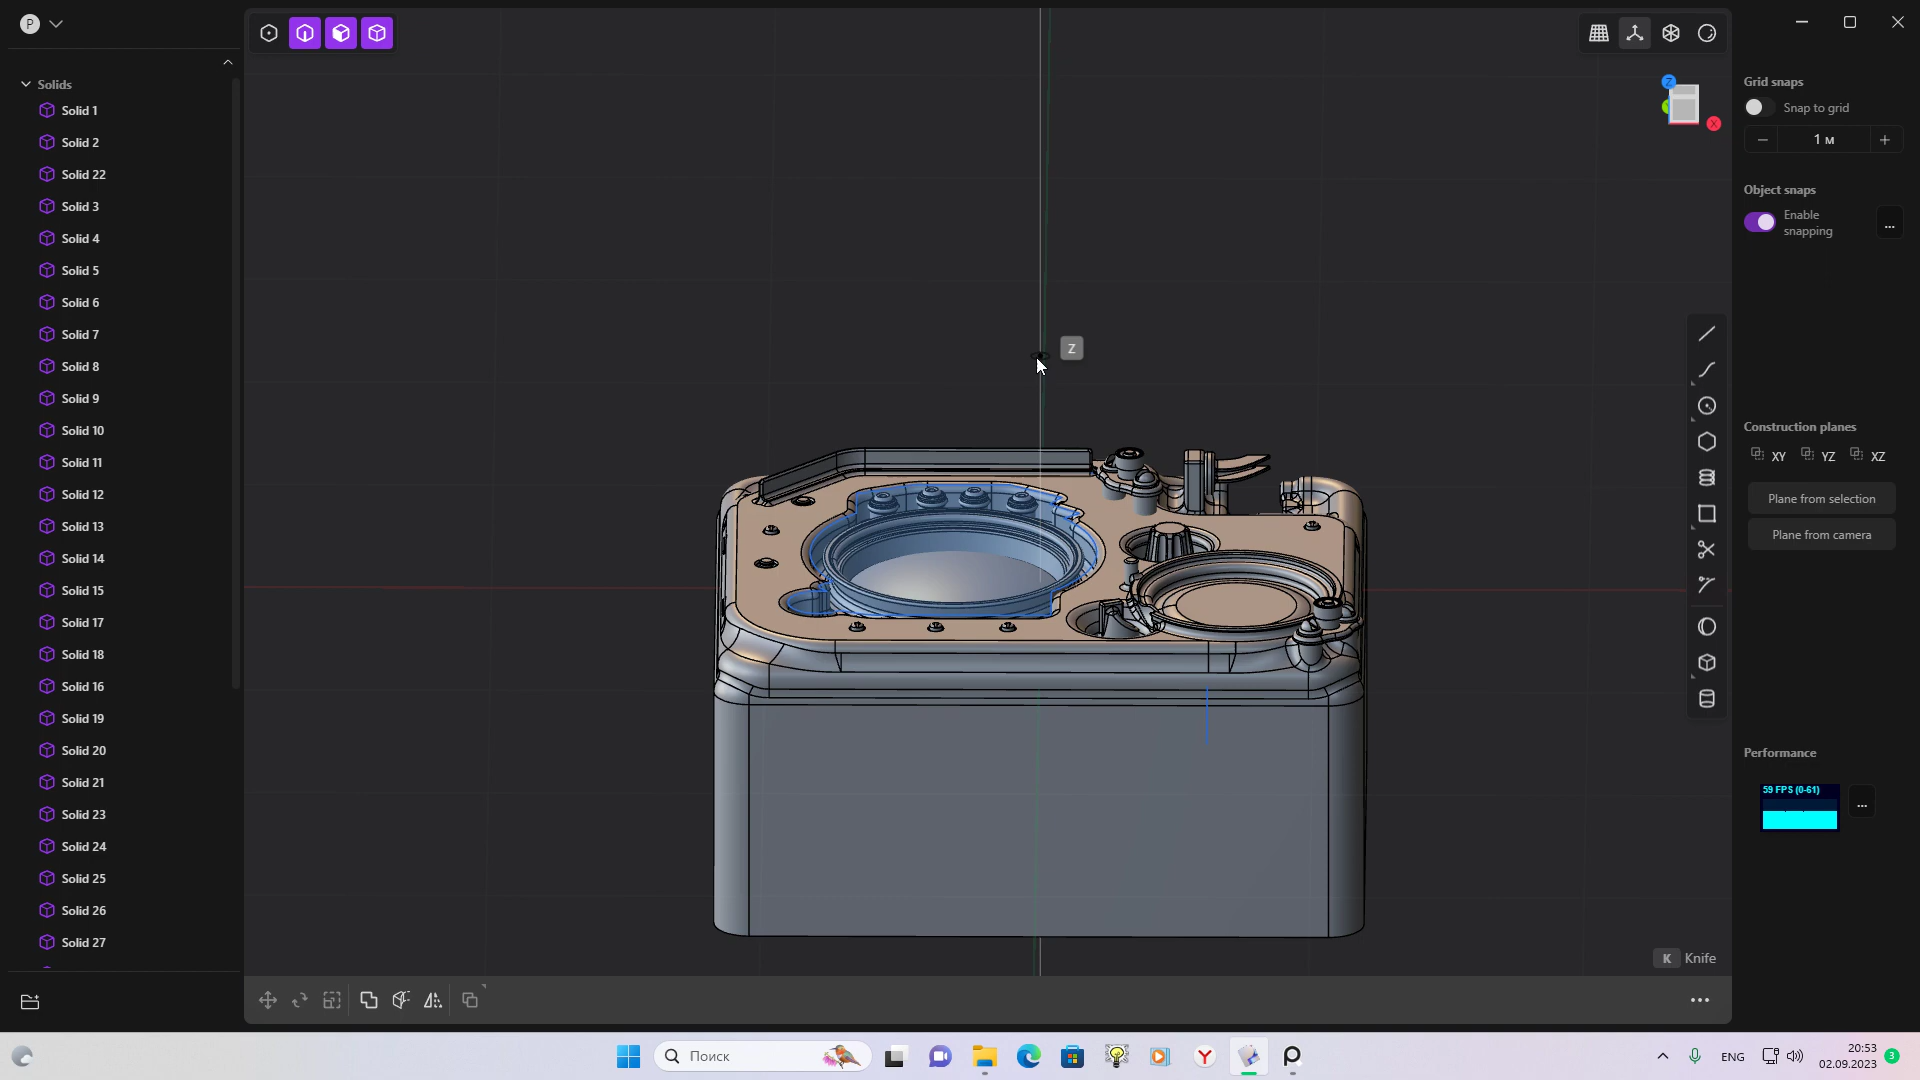 P
Solids
Solid 1
Solid 2
Solid 22
Solid 3
Solid 4
Solid 5
Solid 6
Solid 7
Solid 8
Solid 9
Solid 10
Solid 11
Solid 12
Solid 13
Solid 14
Solid 15
Solid 17
Solid 18
Solid 16
Solid 19
Solid 20
Solid 21
Solid 23
Solid 24
Solid 25
Solid 26
Solid 27
Z
Z
X
Grid snaps
Snap to grid
1 м
Object snaps
Enable
snapping
...
Construction planes
XY YZ XZ
Plane from selection
Plane from camera
Performance
59 FPS (0-61)
...
K Knife
Поиск
ENG
20:53
02.09.2023
3